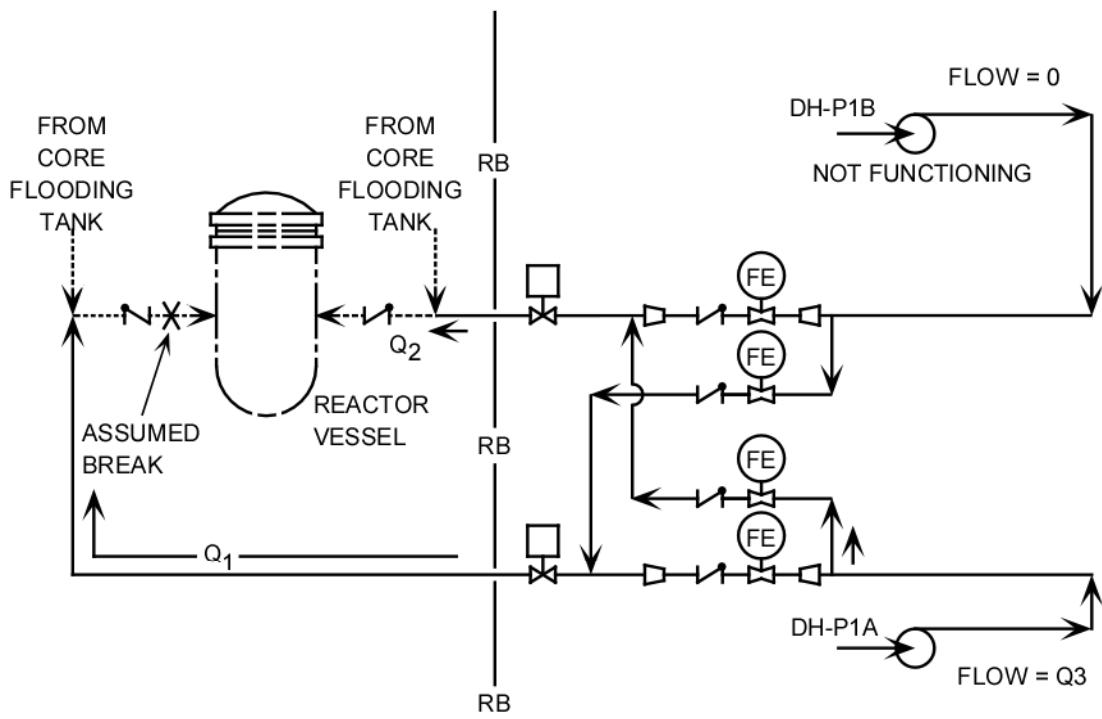 FLOW = 0
DH-P1B
NOT FUNCTIONING
FROM
CORE
FLOODING
TANK
FROM
CORE
FLOODING
TANK
RB
FE
Q2
FE
REACTOR
VESSEL
ASSUMED
BREAK
RB
FE
FE
Q1
DH-P1A
FLOW = Q3
RB